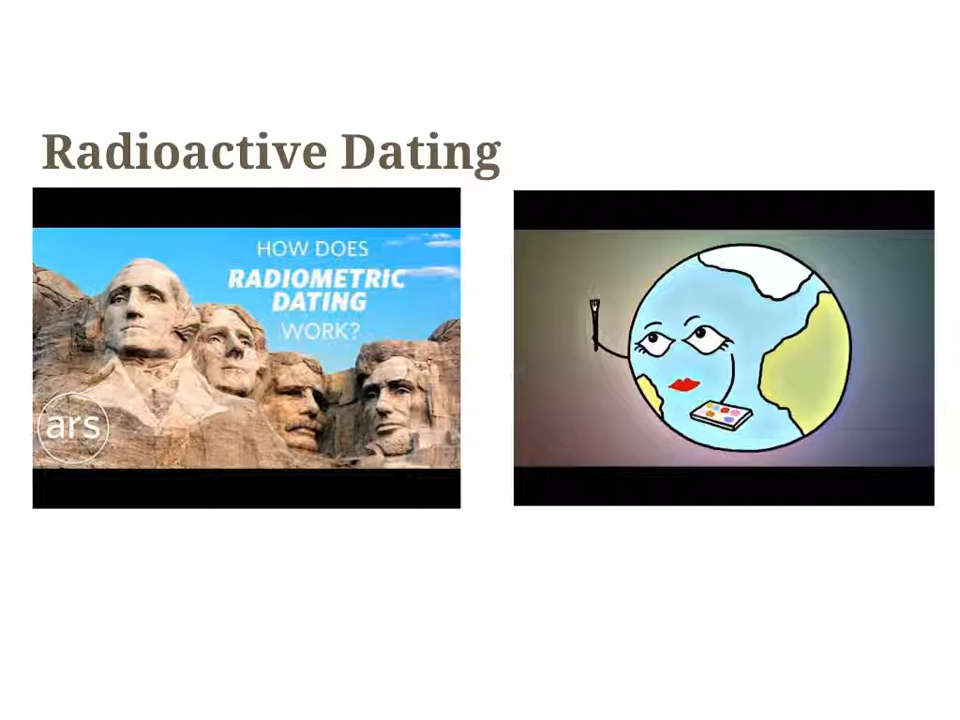 Radioactive Dating
HOW DOES
RADIOMETRIC
DATING
WORK?
ars